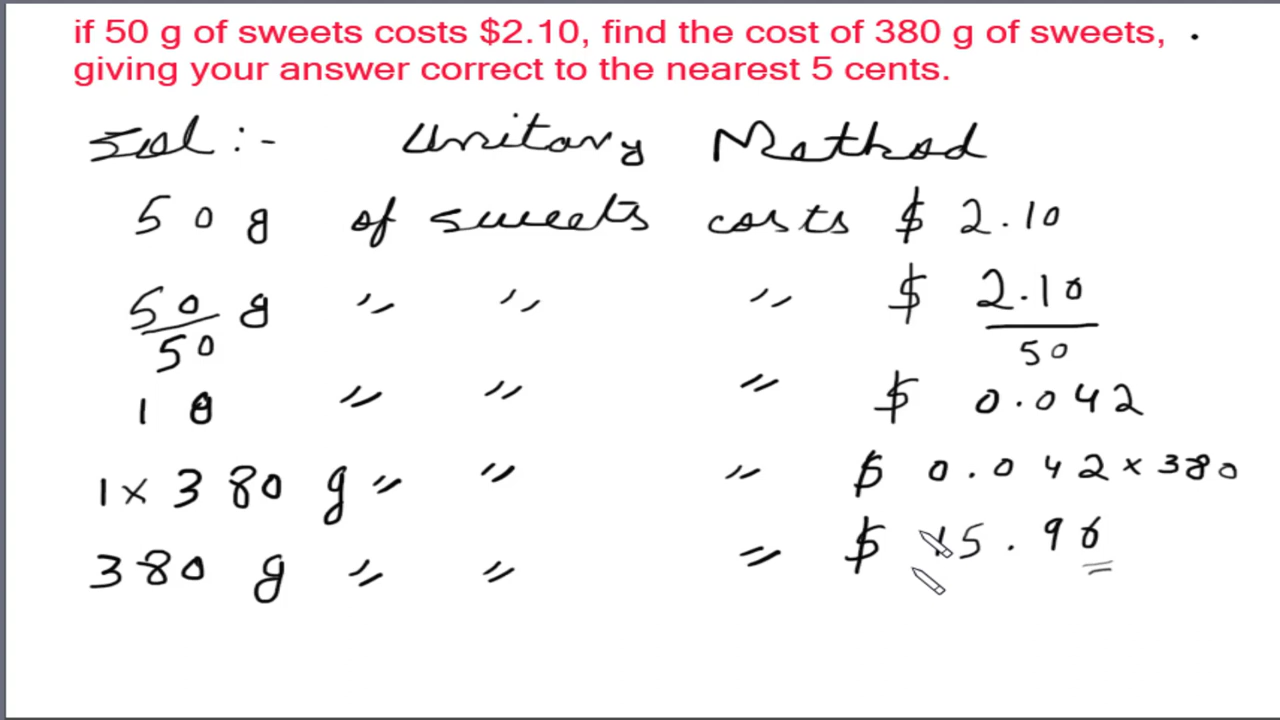 if 50 g of sweets costs $2.10, find the cost of 380 g of sweets,
giving your answer correct to the nearest 5 cents.
Sol :- Unitary Method
50 g of sweets costs $ 2.10
50/50 g " " " $ 2.10/50
1 g " " " $ 0.042
1 x 380 g " " " $ 0.042 x 380
380 g " " " $ 15.96